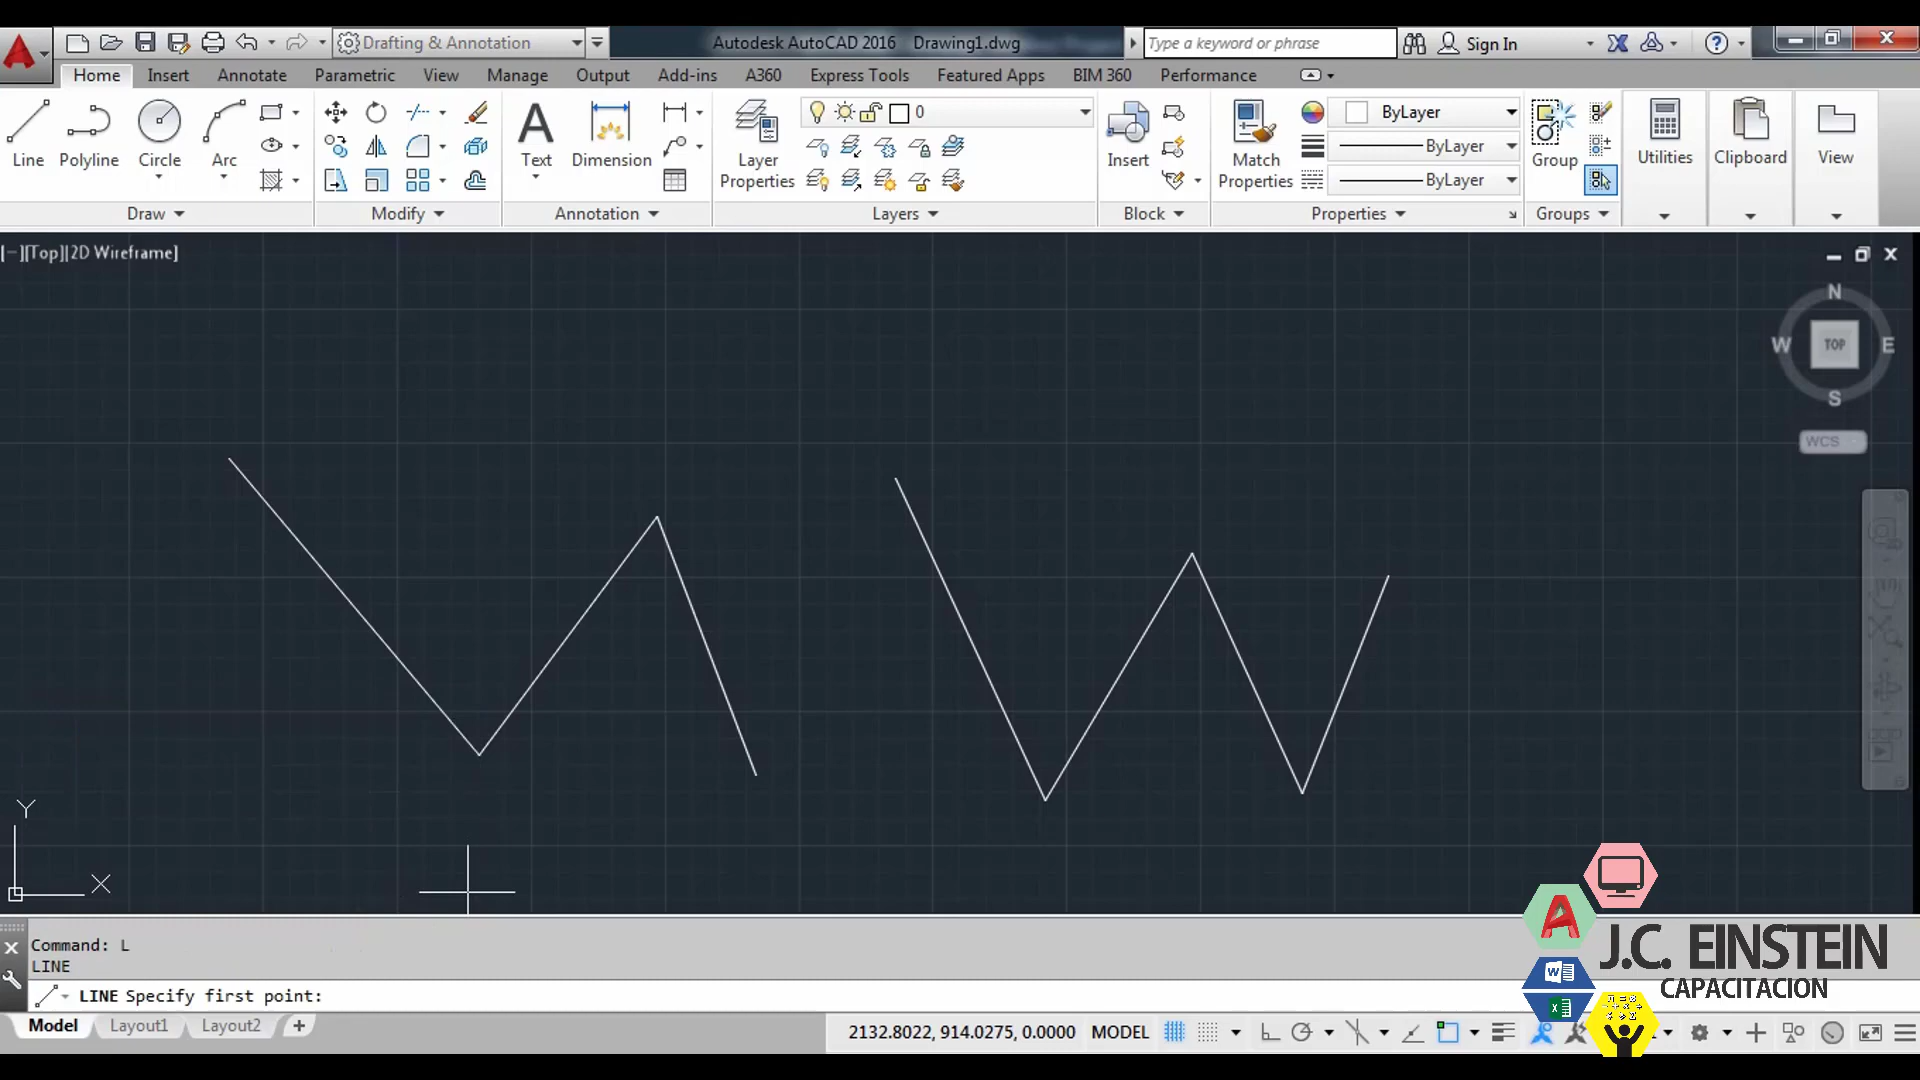 Drafting & Annotation
Autodesk AutoCAD 2016 Drawing1.dwg
Type a keyword or phrase
Sign In
Home Insert Annotate Parametric View Manage Output Add-ins A360 Express Tools Featured Apps BIM 360 Performance
0
ByLayer
ByLayer
ByLayer
Line Polyline Circle Arc
A
Text Dimension
Layer Properties
Insert
Match Properties
Group
Utilities
Clipboard
View
Draw Modify Annotation Layers Block Properties Groups
[−][Top][2D Wireframe]
N
W TOP E
S
WCS
Y
X
Command: L
LINE
LINE Specify first point:
Model Layout1 Layout2 +
2132.8022, 914.0275, 0.0000 MODEL
A
W
X
J.C. EINSTEIN
CAPACITACION